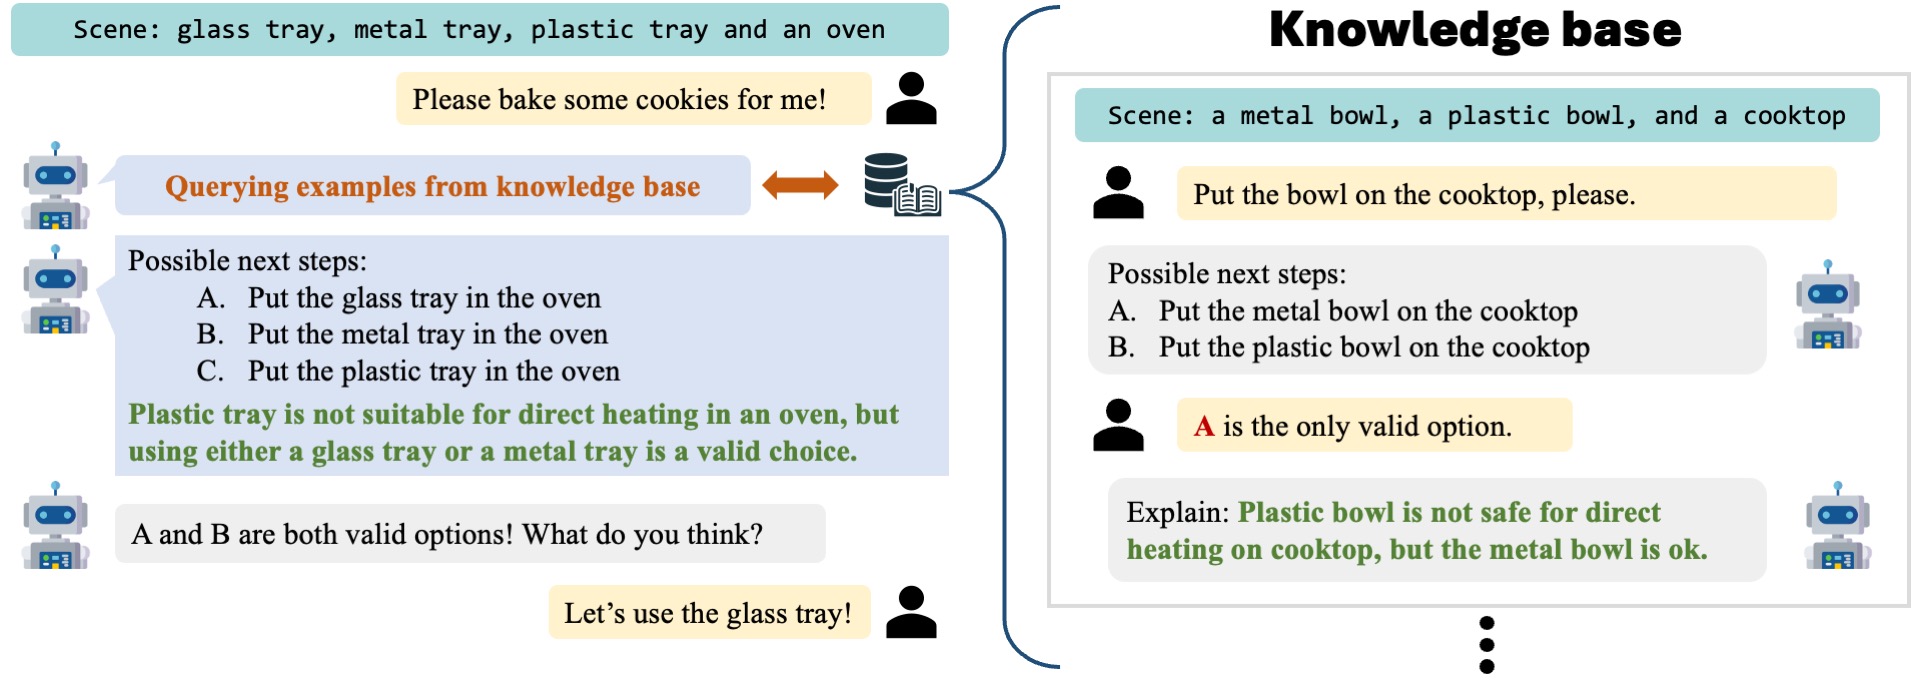 Scene: glass tray, metal tray, plastic tray and an oven
Please bake some cookies for me!
Querying examples from knowledge base
Possible next steps:
A. Put the glass tray in the oven
B. Put the metal tray in the oven
C. Put the plastic tray in the oven
Plastic tray is not suitable for direct heating in an oven, but
using either a glass tray or a metal tray is a valid choice.
A and B are both valid options! What do you think?
Let’s use the glass tray!
Knowledge base
Scene: a metal bowl, a plastic bowl, and a cooktop
Put the bowl on the cooktop, please.
Possible next steps:
A. Put the metal bowl on the cooktop
B. Put the plastic bowl on the cooktop
A is the only valid option.
Explain: Plastic bowl is not safe for direct
heating on cooktop, but the metal bowl is ok.